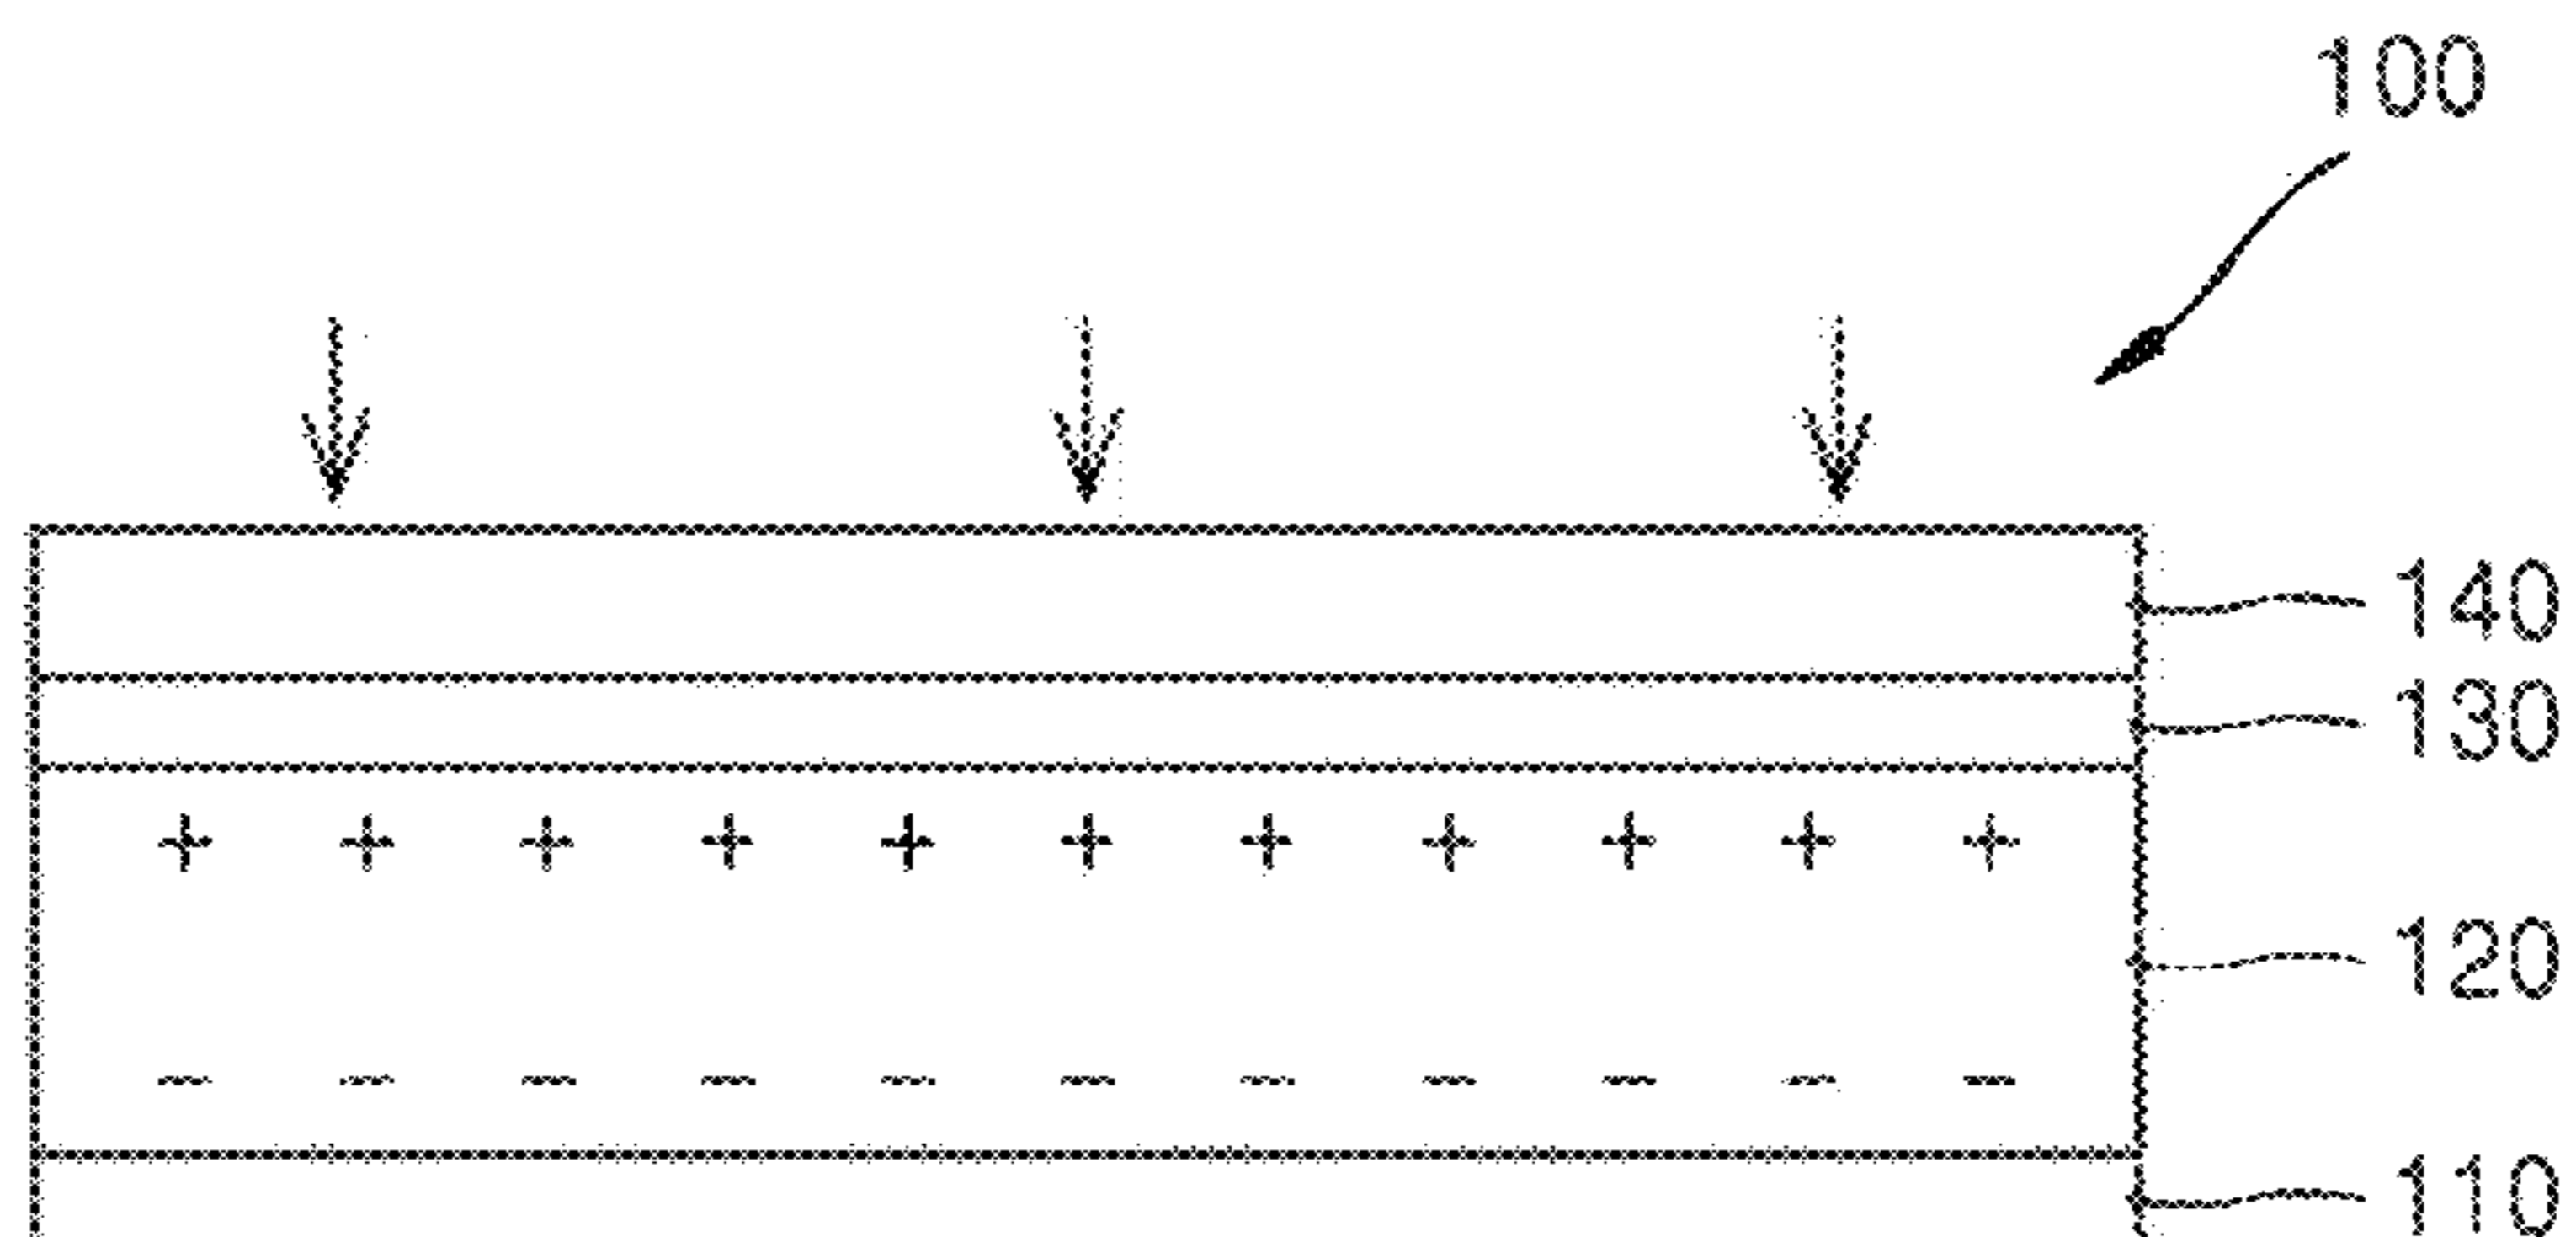 100
140
130
+ + + + + + + + + + +
120
- - - - - - - - - - -
110